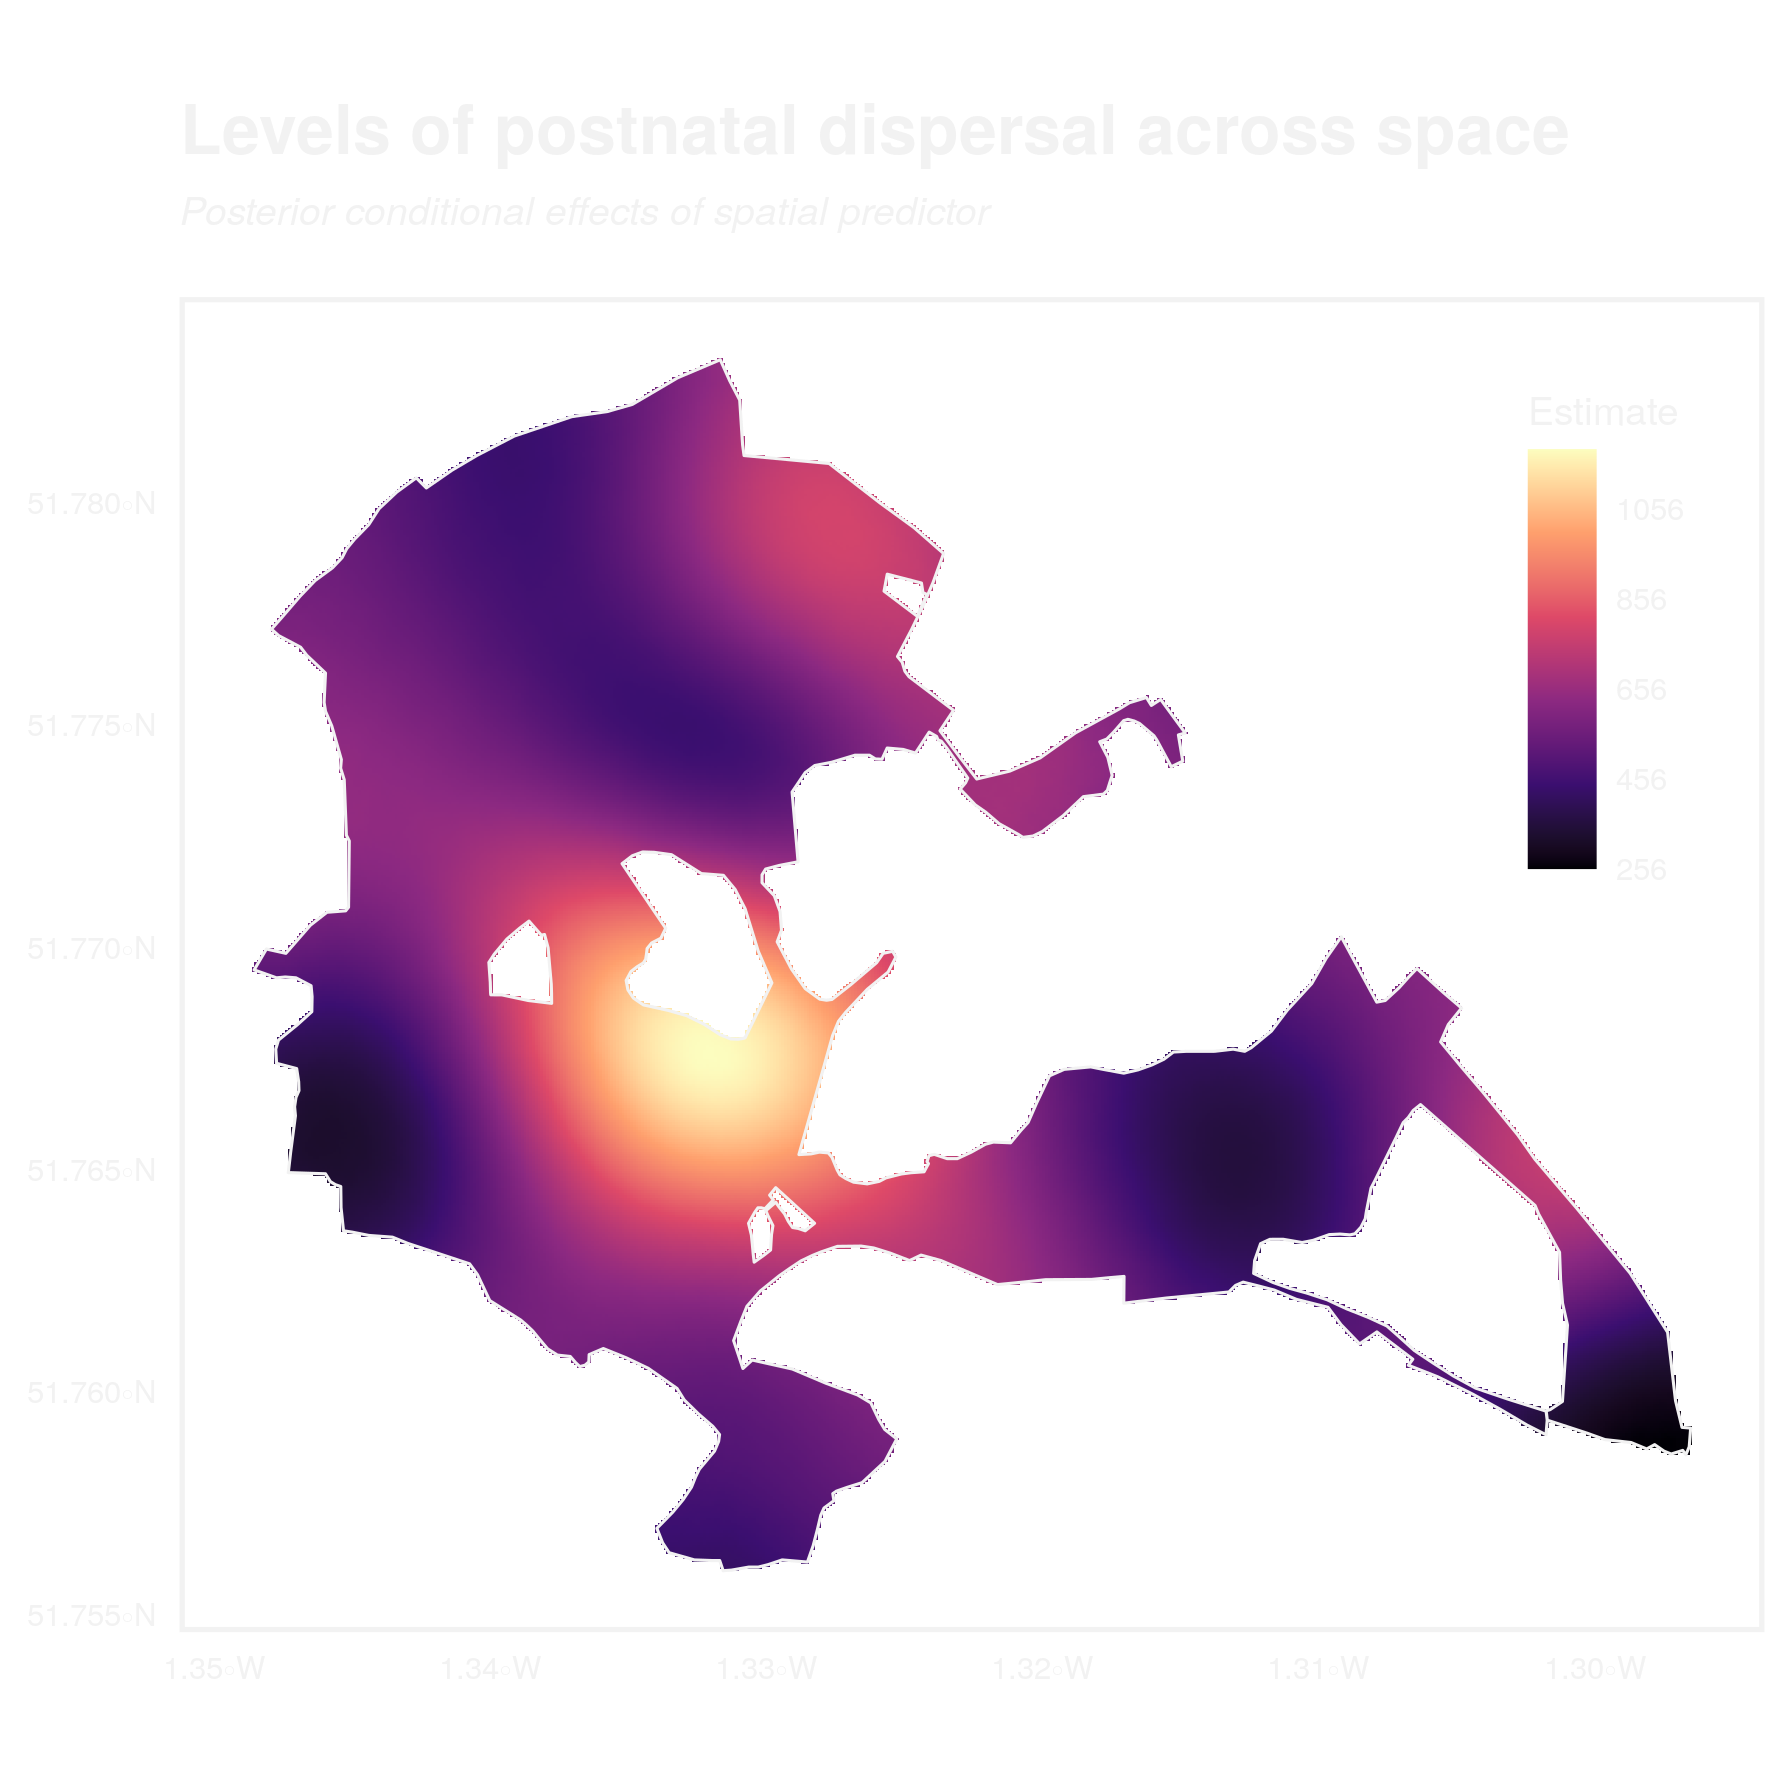 Levels of postnatal dispersal across space
Posterior conditional effects of spatial predictor
Estimate
1056
856
656
456
256
51.780°N
51.775°N
51.770°N
51.765°N
51.760°N
51.755°N
1.35°W 1.34°W 1.33°W 1.32°W 1.31°W 1.30°W